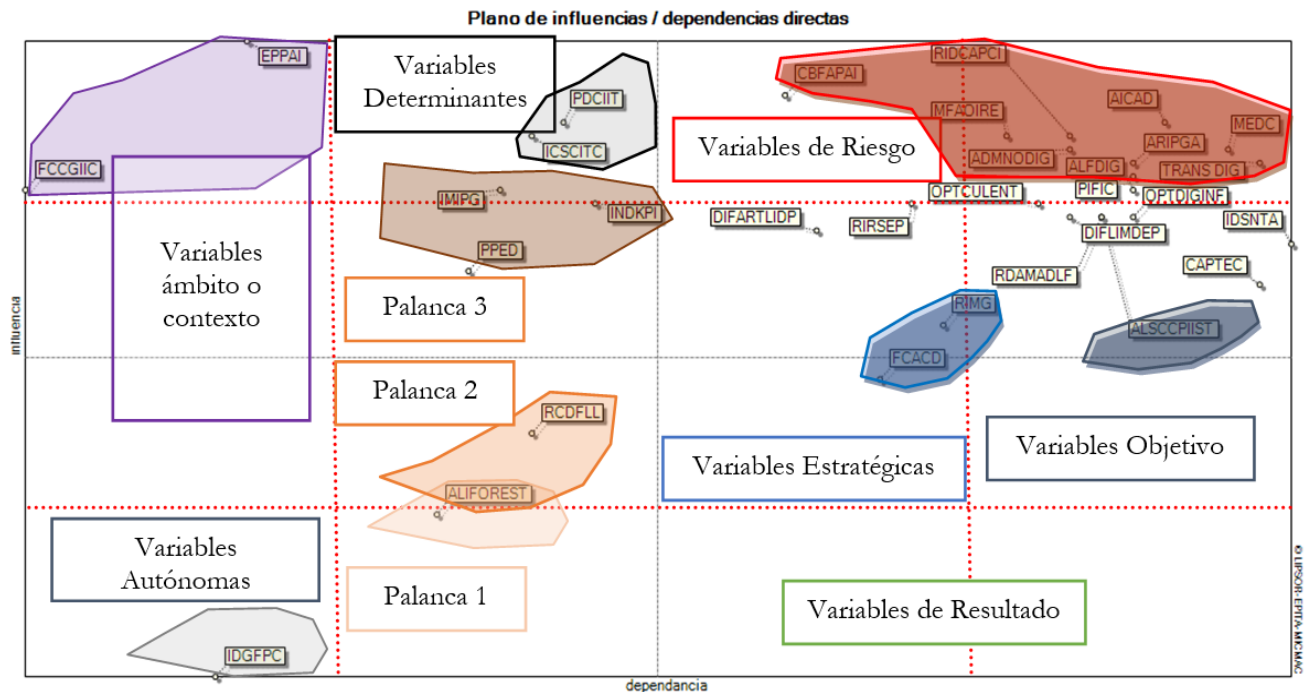 Plano de influencias / dependencias directas
EPPAI
Variables
Determinantes
PDCIIT
ICSCITC
CBFAPAI
RIDCAPCI
MFAOIRE
AICAD
MEDC
ADMNODIG
ARIPGA
ALFDIG
TRANS DIG
Variables de Riesgo
FCCGIIC
IMIPG
INDKPI
PPED
OPTCULENT
PIFIC
OPTDIGINF
DIFARTLIDP
RIRSEP
DIFLIMDEP
IDSNTA
RDAMADLF
CAPTEC
Variables
ámbito o
contexto
Palanca 3
RIMG
FCACD
ALSCCPIIST
influencia
Palanca 2
RCDFLL
Variables Estratégicas
Variables Objetivo
ALIFOREST
Variables
Autónomas
Palanca 1
Variables de Resultado
IDGFPC
dependancia
© LIPSOR-EPITA-MICMAC